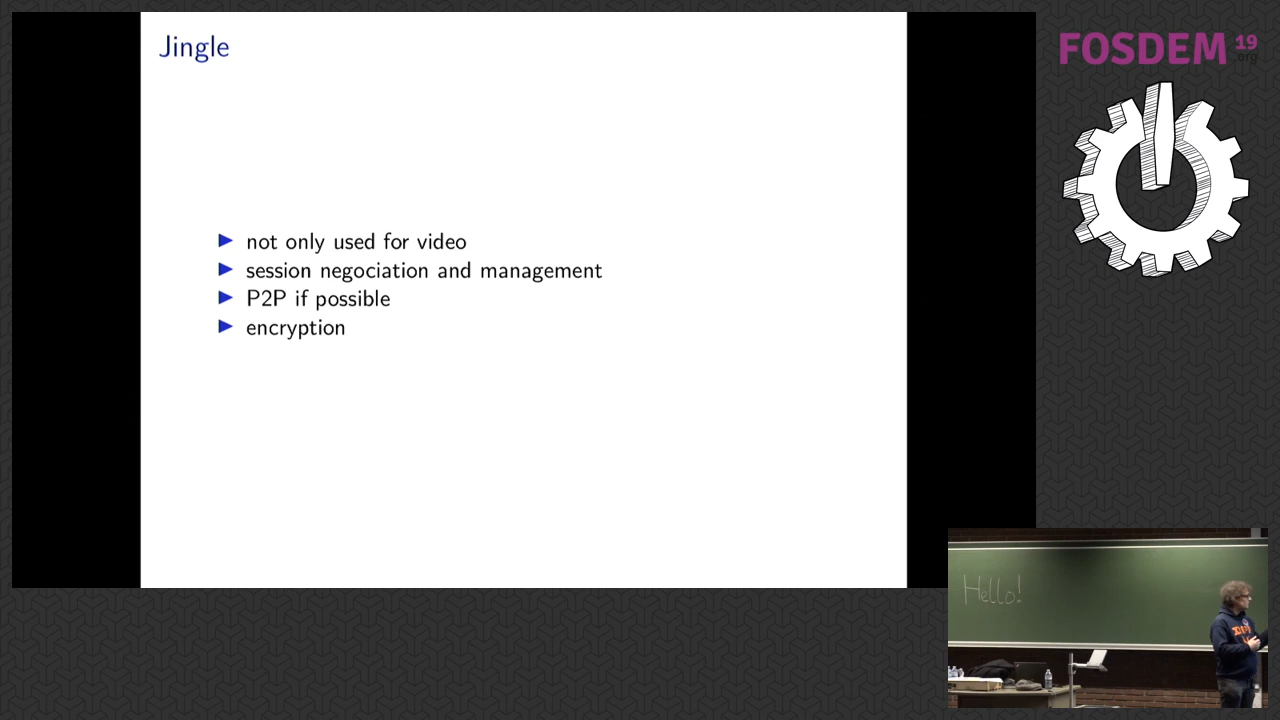 Jingle
not only used for video
session negociation and management
P2P if possible
encryption
FOSDEM 19
.org
Hello!